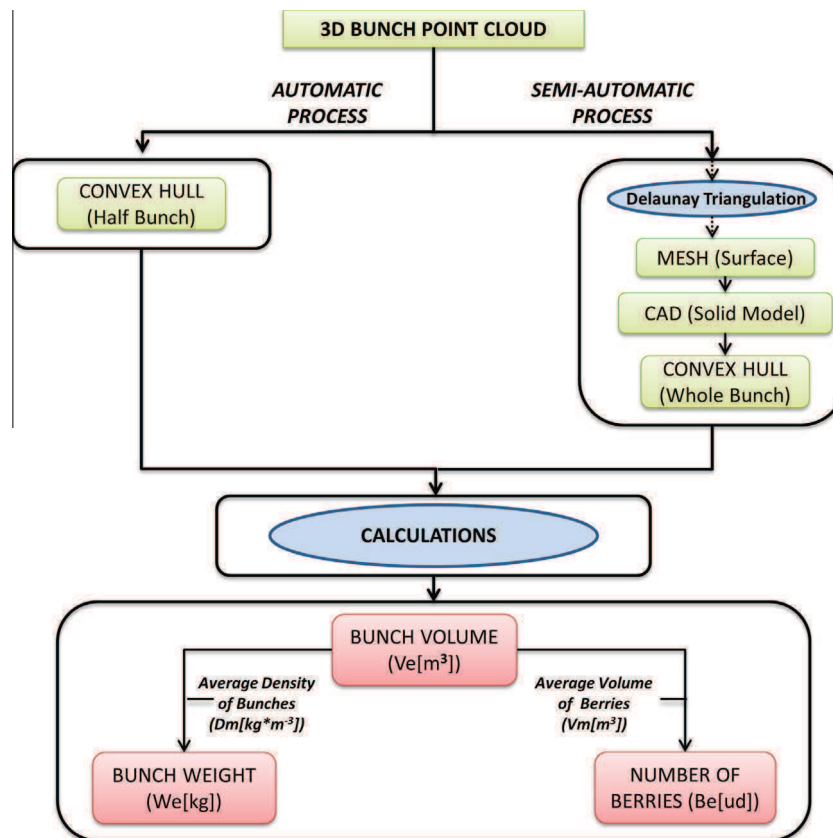 3D BUNCH POINT CLOUD
AUTOMATIC
PROCESS
SEMI-AUTOMATIC
PROCESS
CONVEX HULL
(Half Bunch)
Delaunay Triangulation
MESH (Surface)
CAD (Solid Model)
CONVEX HULL
(Whole Bunch)
CALCULATIONS
BUNCH VOLUME
(Ve[m³])
Average Density
of Bunches
(Dm[kg*m⁻³])
Average Volume
of Berries
(Vm[m³])
BUNCH WEIGHT
(We[kg])
NUMBER OF
BERRIES (Be[ud])